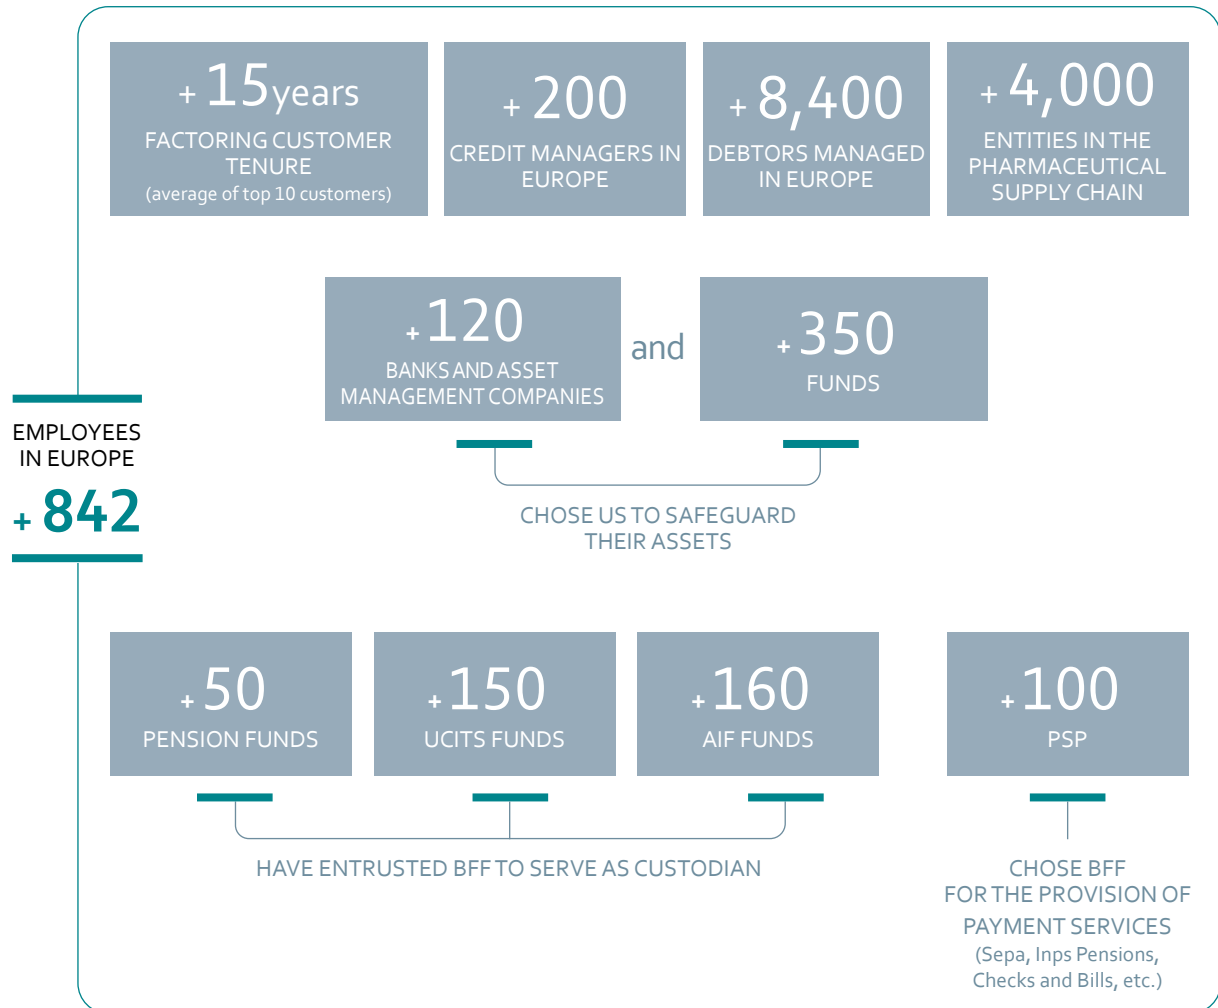 + 15 years
FACTORING CUSTOMER
TENURE
(average of top 10 customers)
+ 200
CREDIT MANAGERS IN
EUROPE
+ 8,400
DEBTORS MANAGED
IN EUROPE
+ 4,000
ENTITIES IN THE
PHARMACEUTICAL
SUPPLY CHAIN
+ 120
BANKS AND ASSET
MANAGEMENT COMPANIES
and
+ 350
FUNDS
CHOSE US TO SAFEGUARD
THEIR ASSETS
EMPLOYEES
IN EUROPE
+ 842
+ 50
PENSION FUNDS
+ 150
UCITS FUNDS
+ 160
AIF FUNDS
HAVE ENTRUSTED BFF TO SERVE AS CUSTODIAN
+ 100
PSP
CHOSE BFF
FOR THE PROVISION OF
PAYMENT SERVICES
(Sepa, Inps Pensions,
Checks and Bills, etc.)